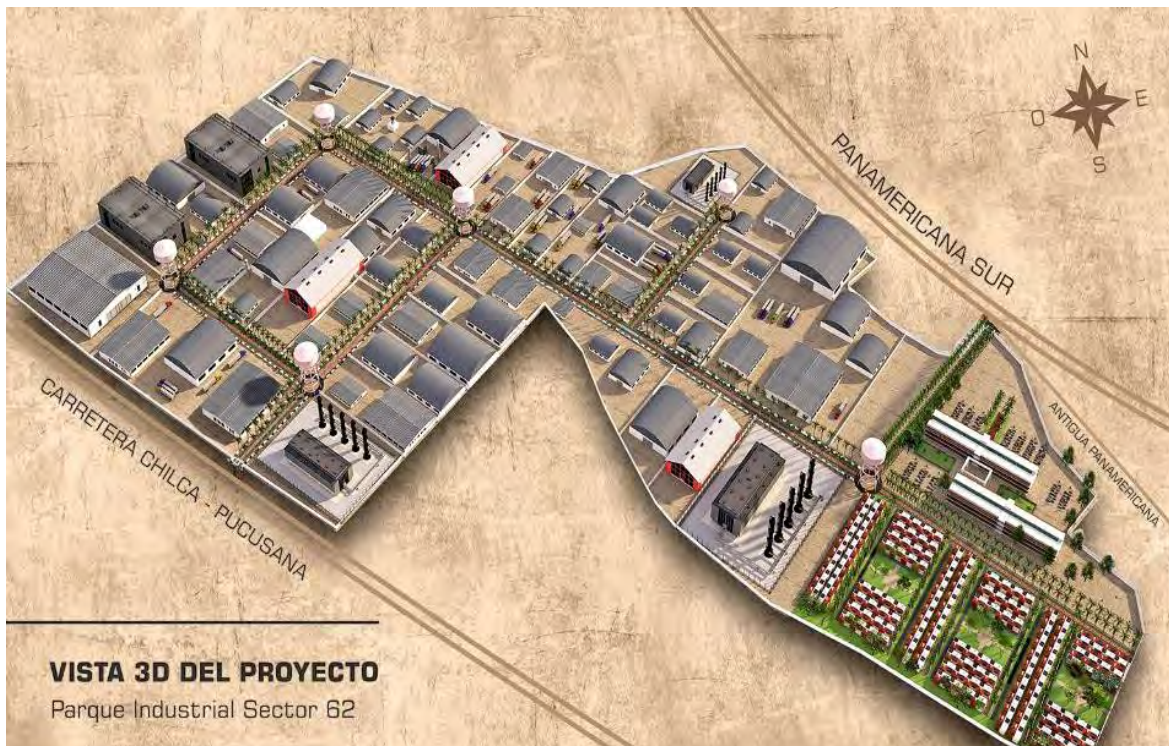 N
O
E
S
PANAMERICANA SUR
ANTIGUA PANAMERICANA
CARRETERA CHILCA - PUCUSANA
VISTA 3D DEL PROYECTO
Parque Industrial Sector 62